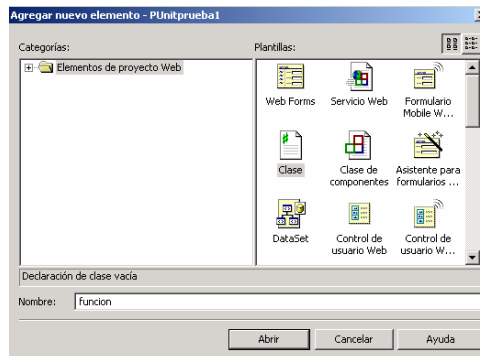 Agregar nuevo elemento - PUnitprueba1
Categorías:
Plantillas:
Elementos de proyecto Web
Web Forms
Servicio Web
Formulario
Mobile W...
Clase
Clase de
componentes
Asistente para
formularios ...
DataSet
Control de
usuario Web
Control de
usuario W...
Declaración de clase vacía
Nombre:
funcion
Abrir
Cancelar
Ayuda